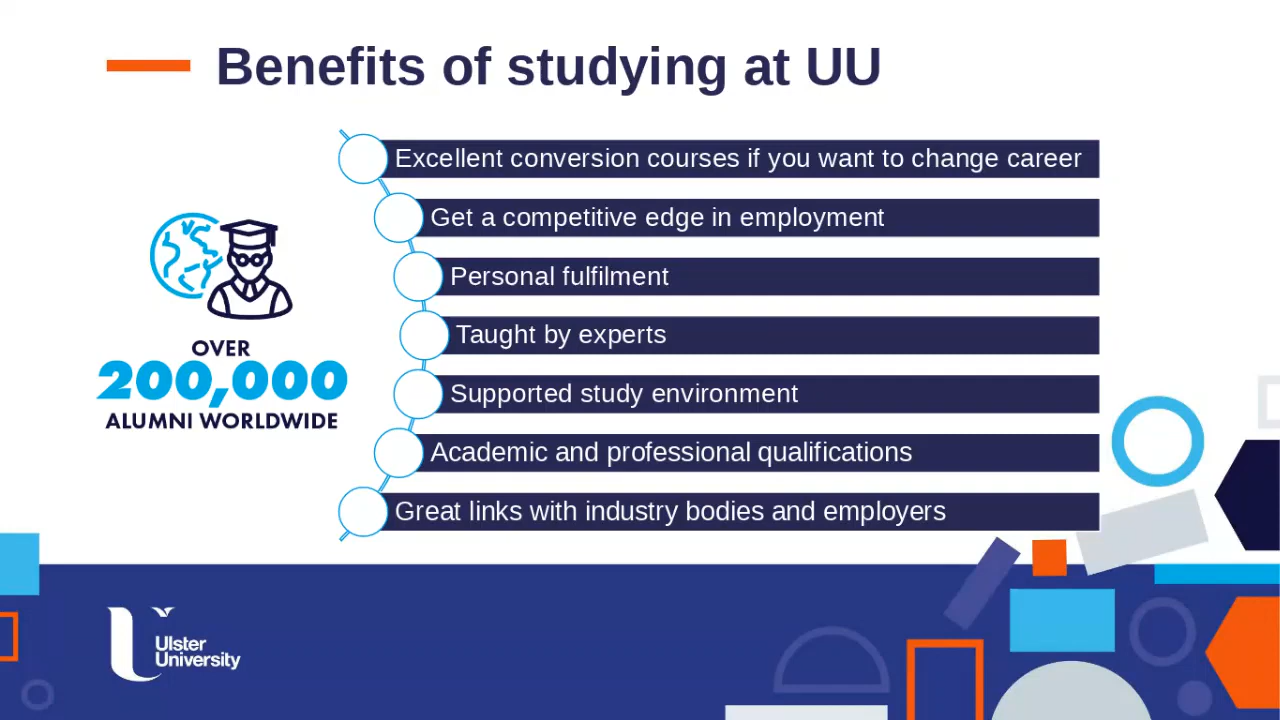 Benefits of studying at UU
Excellent conversion courses if you want to change career
Get a competitive edge in employment
Personal fulfilment
Taught by experts
Supported study environment
Academic and professional qualifications
Great links with industry bodies and employers
OVER
200,000
ALUMNI WORLDWIDE
Ulster
University